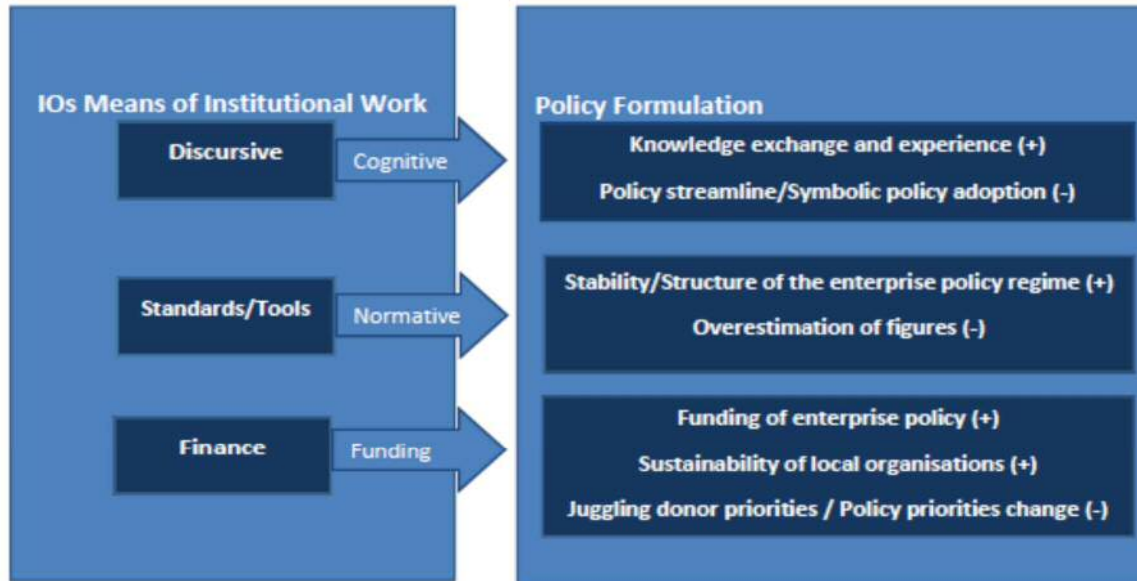 IOs Means of Institutional Work
Discursive
Cognitive
Standards/Tools
Normative
Finance
Funding
Policy Formulation
Knowledge exchange and experience (+)
Policy streamline/Symbolic policy adoption (-)
Stability/Structure of the enterprise policy regime (+)
Overestimation of figures (-)
Funding of enterprise policy (+)
Sustainability of local organisations (+)
Juggling donor priorities / Policy priorities change (-)